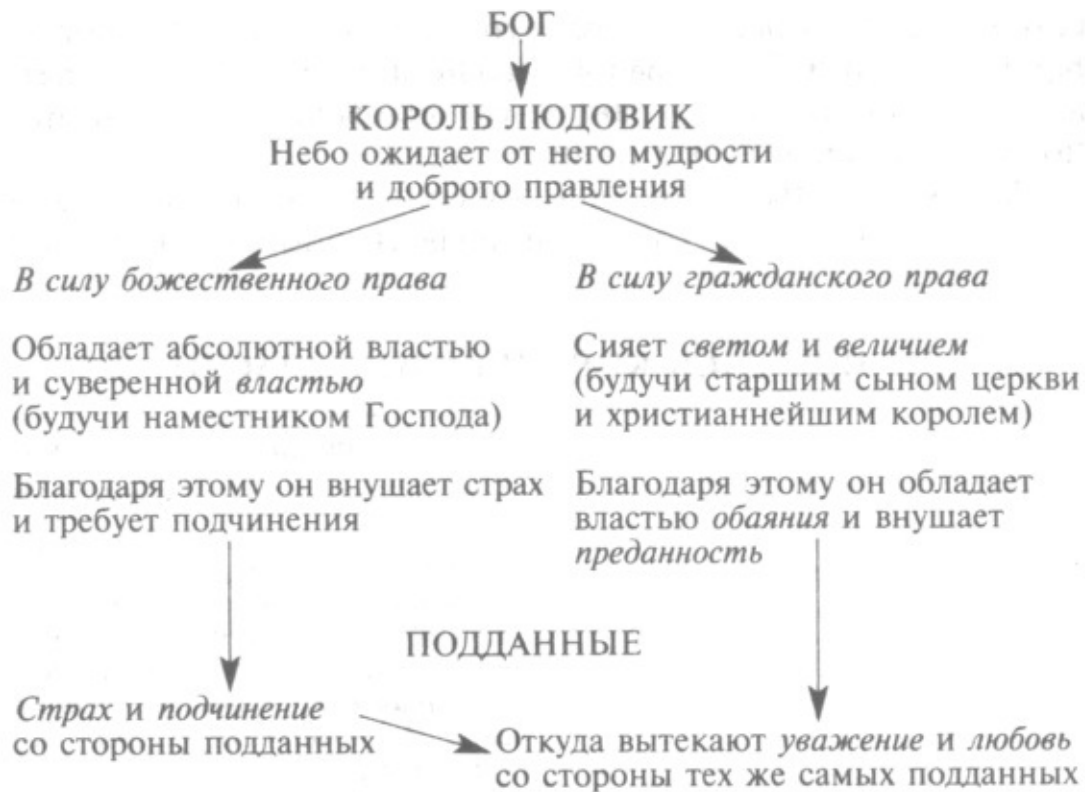 БОГ
КОРОЛЬ ЛЮДОВИК
Небо ожидает от него мудрости
и доброго правления
В силу божественного права
Обладает абсолютной властью
и суверенной властью
(будучи наместником Господа)
Благодаря этому он внушает страх
и требует подчинения
В силу гражданского права
Сияет светом и величием
(будучи старшим сыном церкви
и христианнейшим королем)
Благодаря этому он обладает
властью обаяния и внушает
преданность
ПОДДАННЫЕ
Страх и подчинение
со стороны подданных
Откуда вытекают уважение и любовь
со стороны тех же самых подданных